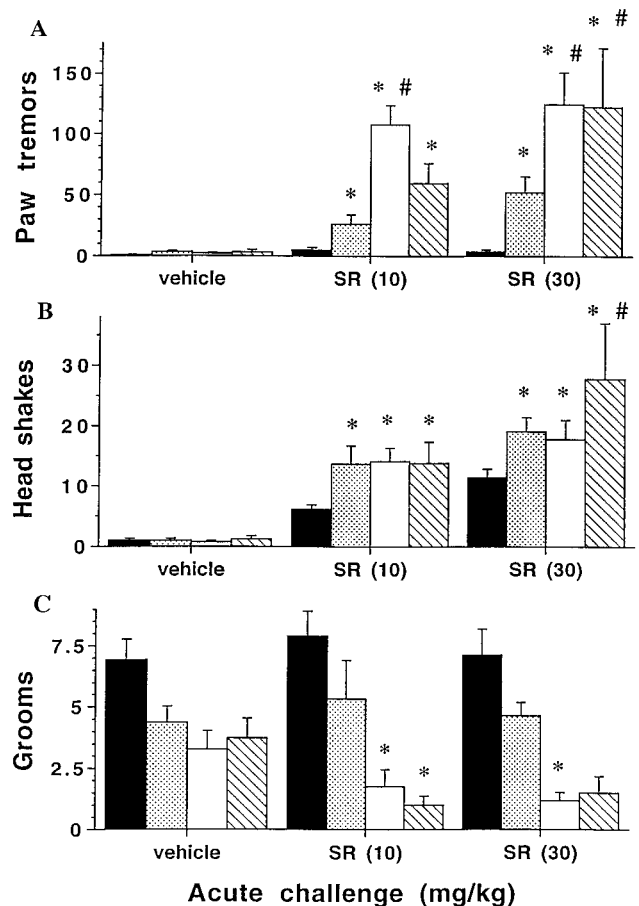 A
Paw tremors
150
100
50
0
* #
*
*
*
* #
* #
vehicle
SR (10)
SR (30)
B
Head shakes
30
20
10
0
*
*
*
*
*
* #
vehicle
SR (10)
SR (30)
C
Grooms
7.5
5
2.5
0
*
*
*
vehicle
SR (10)
SR (30)
Acute challenge (mg/kg)